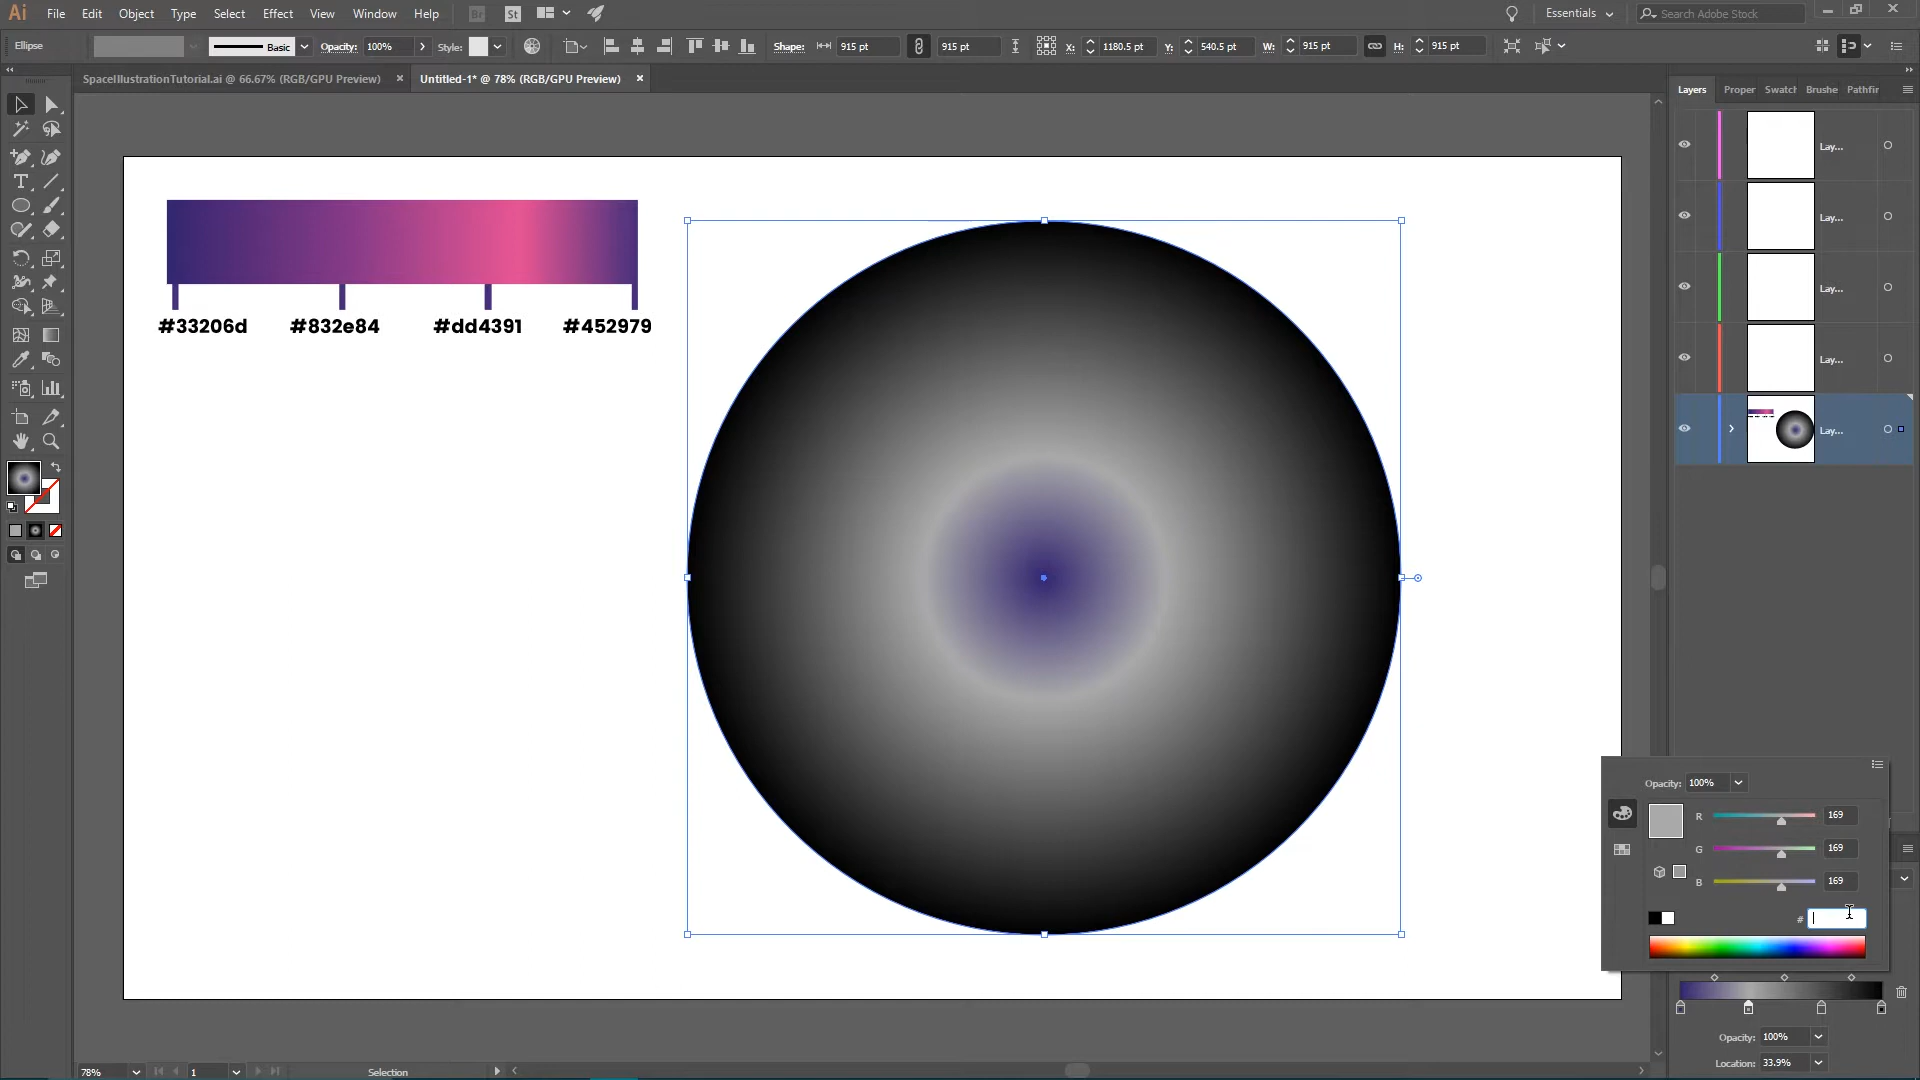 Ai File Edit Object Type Select Effect View Window Help Br St Essentials Search Adobe Stock
Ellipse Basic Opacity: 100% Style: Shape: 915 pt 915 pt X: 1180.5 pt Y: 540.5 pt W: 915 pt H: 915 pt
SpaceIllustrationTutorial.ai @ 66.67% (RGB/GPU Preview) × Untitled-1* @ 78% (RGB/GPU Preview) ×
Layers Proper Swatch Brushe Pathfir
Lay...
Lay...
Lay...
Lay...
Lay...
#33206d #832e84 #dd4391 #452979
Opacity: 100%
R 169
G 169
B 169
#
Opacity: 100%
Location: 33.9%
78% 1 Selection